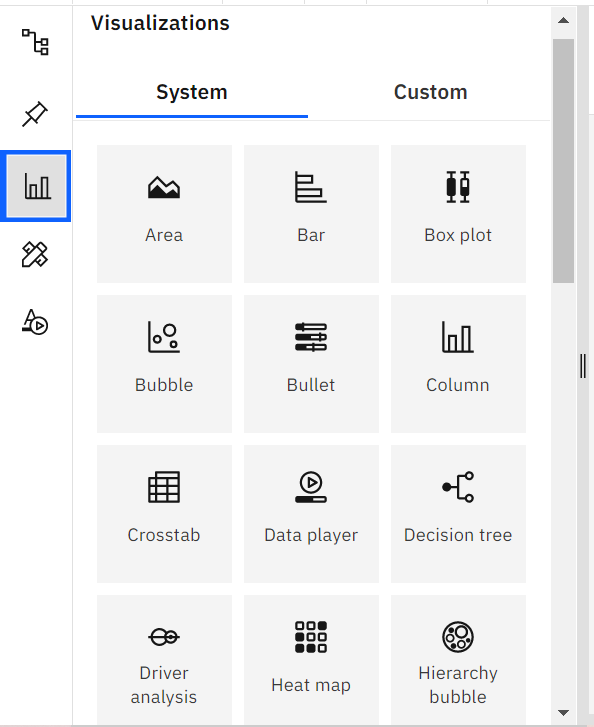 Visualizations
System
Custom
Area
Bar
Box plot
Bubble
Bullet
Column
Crosstab
Data player
Decision tree
Driver
analysis
Heat map
Hierarchy
bubble